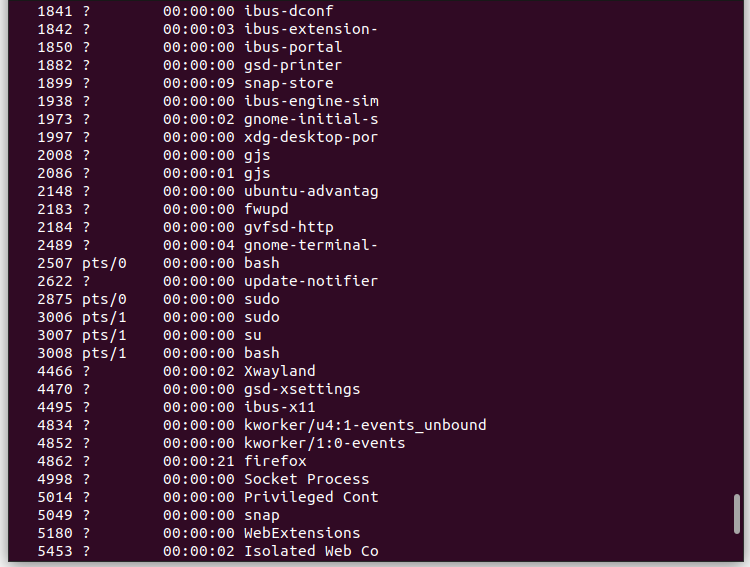 1841 ?        00:00:00 ibus-dconf
1842 ?        00:00:03 ibus-extension-
1850 ?        00:00:00 ibus-portal
1882 ?        00:00:00 gsd-printer
1899 ?        00:00:09 snap-store
1938 ?        00:00:00 ibus-engine-sim
1973 ?        00:00:02 gnome-initial-s
1997 ?        00:00:00 xdg-desktop-por
2008 ?        00:00:00 gjs
2086 ?        00:00:01 gjs
2148 ?        00:00:00 ubuntu-advantag
2183 ?        00:00:00 fwupd
2184 ?        00:00:00 gvfsd-http
2489 ?        00:00:04 gnome-terminal-
2507 pts/0    00:00:00 bash
2622 ?        00:00:00 update-notifier
2875 pts/0    00:00:00 sudo
3006 pts/1    00:00:00 sudo
3007 pts/1    00:00:00 su
3008 pts/1    00:00:00 bash
4466 ?        00:00:02 Xwayland
4470 ?        00:00:00 gsd-xsettings
4495 ?        00:00:00 ibus-x11
4834 ?        00:00:00 kworker/u4:1-events_unbound
4852 ?        00:00:00 kworker/1:0-events
4862 ?        00:00:21 firefox
4998 ?        00:00:00 Socket Process
5014 ?        00:00:00 Privileged Cont
5049 ?        00:00:00 snap
5180 ?        00:00:00 WebExtensions
5453 ?        00:00:02 Isolated Web Co